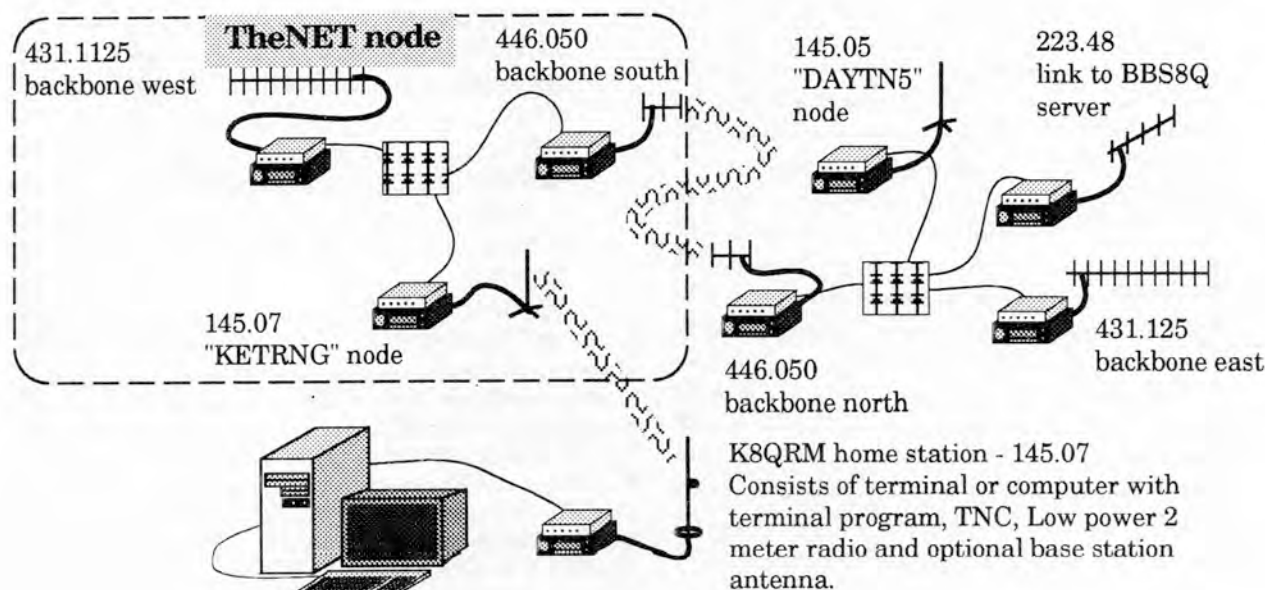 431.1125
backbone west
TheNET node
446.050
backbone south
145.05
"DAYTN5"
node
223.48
link to BBS8Q
server
145.07
"KETRNG" node
446.050
backbone north
431.125
backbone east
K8QRM home station - 145.07
Consists of terminal or computer with
terminal program, TNC, Low power 2
meter radio and optional base station
antenna.